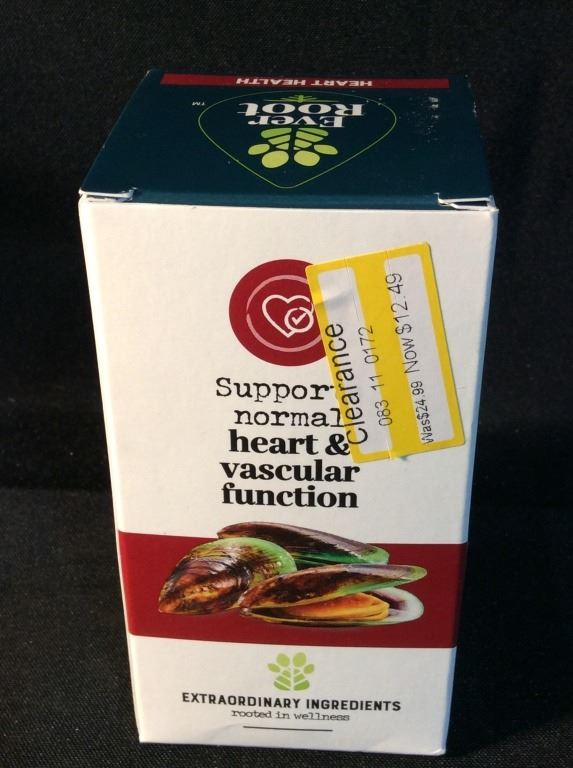 HEART HEALTH
Ever
ROOT
TM
Clearance
083 11 0172
Was$24.99 Now $12.49
Suppor
normal
heart &
vascular
function
EXTRAORDINARY INGREDIENTS
rooted in wellness